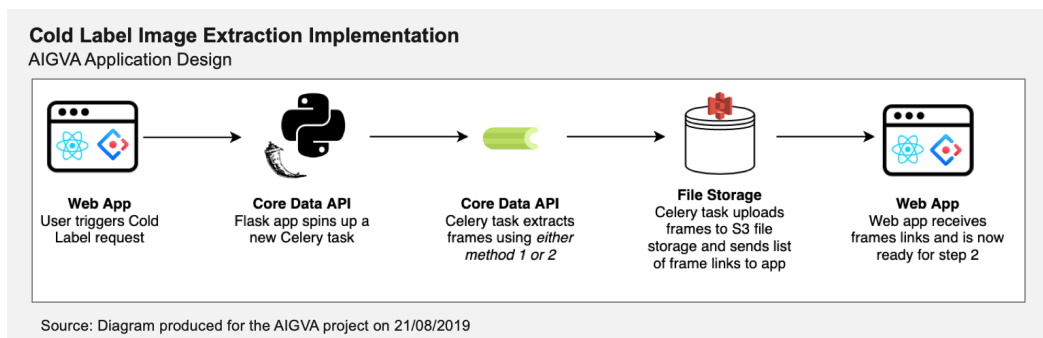 Cold Label Image Extraction Implementation
AIGVA Application Design
Web App
User triggers Cold
Label request
Core Data API
Flask app spins up a
new Celery task
Core Data API
Celery task extracts
frames using either
method 1 or 2
File Storage
Celery task uploads
frames to S3 file
storage and sends list
of frame links to app
Web App
Web app receives
frames links and is now
ready for step 2
Source: Diagram produced for the AIGVA project on 21/08/2019